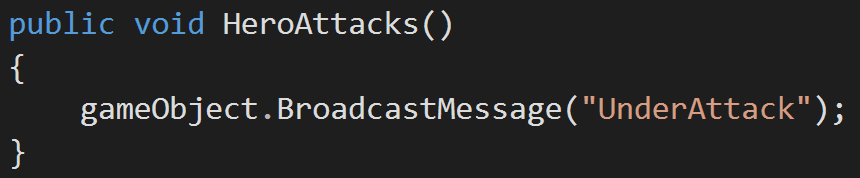 public void HeroAttacks()
{
    gameObject.BroadcastMessage("UnderAttack");
}